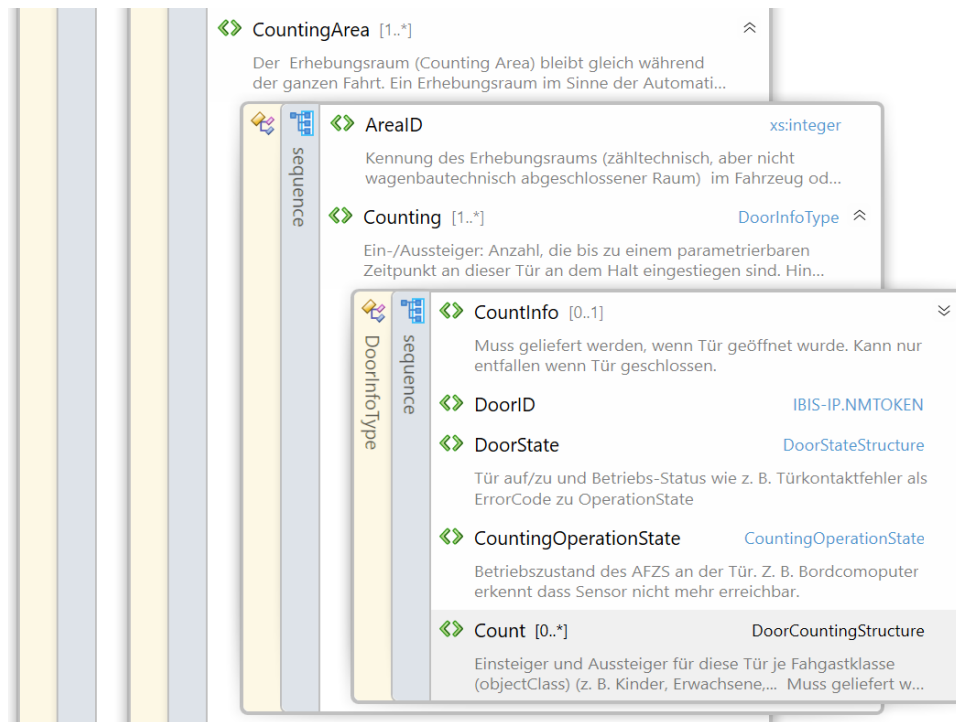 CountingArea [1..*]
Der Erhebungsraum (Counting Area) bleibt gleich während
der ganzen Fahrt. Ein Erhebungsraum im Sinne der Automati...
sequence
AreaID xs:integer
Kennung des Erhebungsraums (zähltechnisch, aber nicht
wagenbautechnisch abgeschlossener Raum) im Fahrzeug od...
Counting [1..*] DoorInfoType
Ein-/Aussteiger: Anzahl, die bis zu einem parametrierbaren
Zeitpunkt an dieser Tür an dem Halt eingestiegen sind. Hin...
DoorInfoType
sequence
CountInfo [0..1]
Muss geliefert werden, wenn Tür geöffnet wurde. Kann nur
entfallen wenn Tür geschlossen.
DoorID IBIS-IP.NMTOKEN
DoorState DoorStateStructure
Tür auf/zu und Betriebs-Status wie z. B. Türkontaktfehler als
ErrorCode zu OperationState
CountingOperationState CountingOperationState
Betriebszustand des AFZS an der Tür. Z. B. Bordcomoputer
erkennt dass Sensor nicht mehr erreichbar.
Count [0..*] DoorCountingStructure
Einsteiger und Aussteiger für diese Tür je Fahgastklasse
(objectClass) (z. B. Kinder, Erwachsene,... Muss geliefert w...